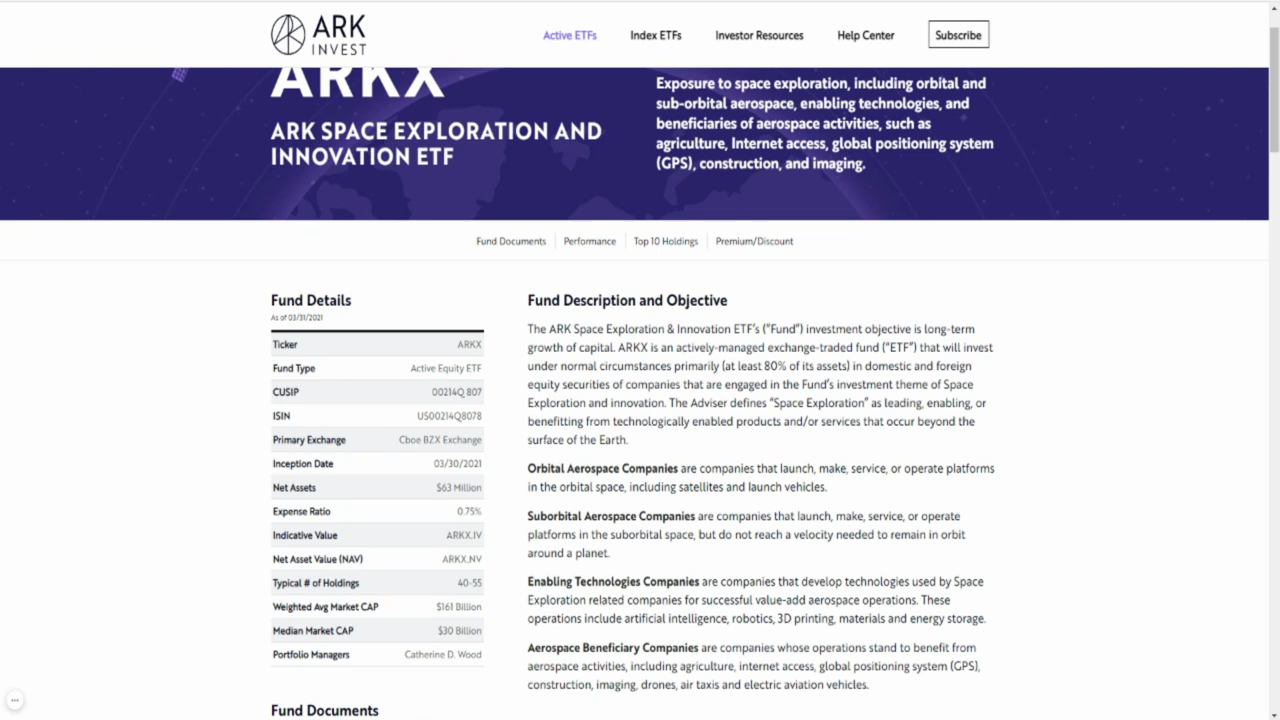 ARK
INVEST
Active ETFs
Index ETFs
Investor Resources
Help Center
Subscribe
ARKX
ARK SPACE EXPLORATION AND
INNOVATION ETF
Exposure to space exploration, including orbital and
sub-orbital aerospace, enabling technologies, and
beneficiaries of aerospace activities, such as
agriculture, Internet access, global positioning system
(GPS), construction, and imaging.
Fund Documents
Performance
Top 10 Holdings
Premium/Discount
Fund Details
As of 03/31/2021
Ticker ARKX
Fund Type Active Equity ETF
CUSIP 00214Q 807
ISIN US00214Q8078
Primary Exchange Cboe BZX Exchange
Inception Date 03/30/2021
Net Assets $63 Million
Expense Ratio 0.75%
Indicative Value ARKX.IV
Net Asset Value (NAV) ARKX.NV
Typical # of Holdings 40-55
Weighted Avg Market CAP $161 Billion
Median Market CAP $30 Billion
Portfolio Managers Catherine D. Wood
Fund Documents
Fund Description and Objective
The ARK Space Exploration & Innovation ETF's ("Fund") investment objective is long-term
growth of capital. ARKX is an actively-managed exchange-traded fund ("ETF") that will invest
under normal circumstances primarily (at least 80% of its assets) in domestic and foreign
equity securities of companies that are engaged in the Fund's investment theme of Space
Exploration and innovation. The Adviser defines "Space Exploration" as leading, enabling, or
benefitting from technologically enabled products and/or services that occur beyond the
surface of the Earth.
Orbital Aerospace Companies are companies that launch, make, service, or operate platforms
in the orbital space, including satellites and launch vehicles.
Suborbital Aerospace Companies are companies that launch, make, service, or operate
platforms in the suborbital space, but do not reach a velocity needed to remain in orbit
around a planet.
Enabling Technologies Companies are companies that develop technologies used by Space
Exploration related companies for successful value-add aerospace operations. These
operations include artificial intelligence, robotics, 3D printing, materials and energy storage.
Aerospace Beneficiary Companies are companies whose operations stand to benefit from
aerospace activities, including agriculture, internet access, global positioning system (GPS),
construction, imaging, drones, air taxis and electric aviation vehicles.